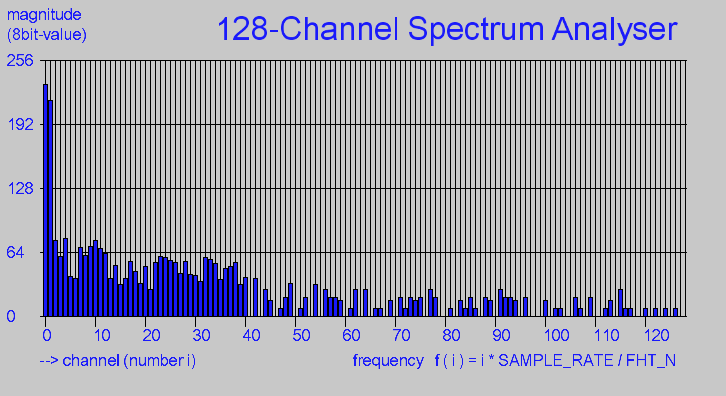 magnitude
(8bit-value)
128-Channel Spectrum Analyser
256
192
128
64
0
0 10 20 30 40 50 60 70 80 90 100 110 120
--> channel (number i)
frequency f ( i ) = i * SAMPLE_RATE / FHT_N